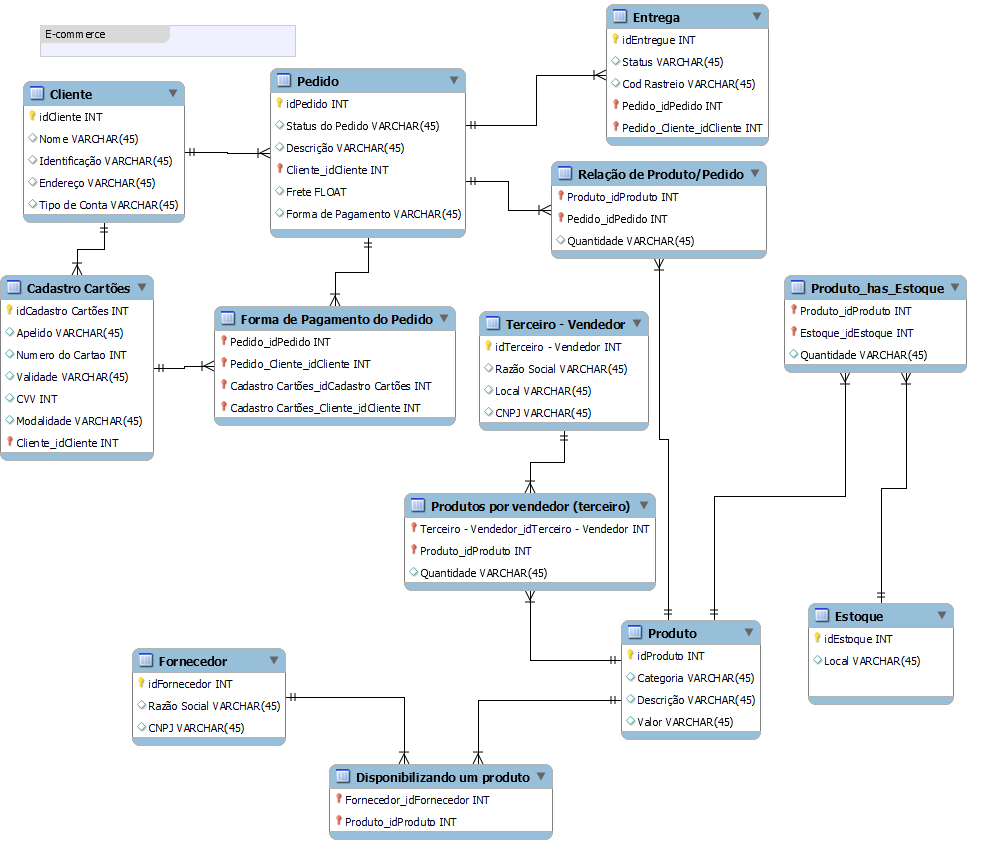 E-commerce
Entrega
idEntregue INT
Status VARCHAR(45)
Cod Rastreio VARCHAR(45)
Pedido_idPedido INT
Pedido_Cliente_idCliente INT
Pedido
idPedido INT
Status do Pedido VARCHAR(45)
Descrição VARCHAR(45)
Cliente_idCliente INT
Frete FLOAT
Forma de Pagamento VARCHAR(45)
Cliente
idCliente INT
Nome VARCHAR(45)
Identificação VARCHAR(45)
Endereço VARCHAR(45)
Tipo de Conta VARCHAR(45)
Relação de Produto/Pedido
Produto_idProduto INT
Pedido_idPedido INT
Quantidade VARCHAR(45)
Cadastro Cartões
idCadastro Cartões INT
Apelido VARCHAR(45)
Numero do Cartao INT
Validade VARCHAR(45)
CVV INT
Modalidade VARCHAR(45)
Cliente_idCliente INT
Forma de Pagamento do Pedido
Pedido_idPedido INT
Pedido_Cliente_idCliente INT
Cadastro Cartões_idCadastro Cartões INT
Cadastro Cartões_Cliente_idCliente INT
Terceiro - Vendedor
idTerceiro - Vendedor INT
Razão Social VARCHAR(45)
Local VARCHAR(45)
CNPJ VARCHAR(45)
Produto_has_Estoque
Produto_idProduto INT
Estoque_idEstoque INT
Quantidade VARCHAR(45)
Produtos por vendedor (terceiro)
Terceiro - Vendedor_idTerceiro - Vendedor INT
Produto_idProduto INT
Quantidade VARCHAR(45)
Estoque
idEstoque INT
Local VARCHAR(45)
Produto
idProduto INT
Categoria VARCHAR(45)
Descrição VARCHAR(45)
Valor VARCHAR(45)
Fornecedor
idFornecedor INT
Razão Social VARCHAR(45)
CNPJ VARCHAR(45)
Disponibilizando um produto
Fornecedor_idFornecedor INT
Produto_idProduto INT